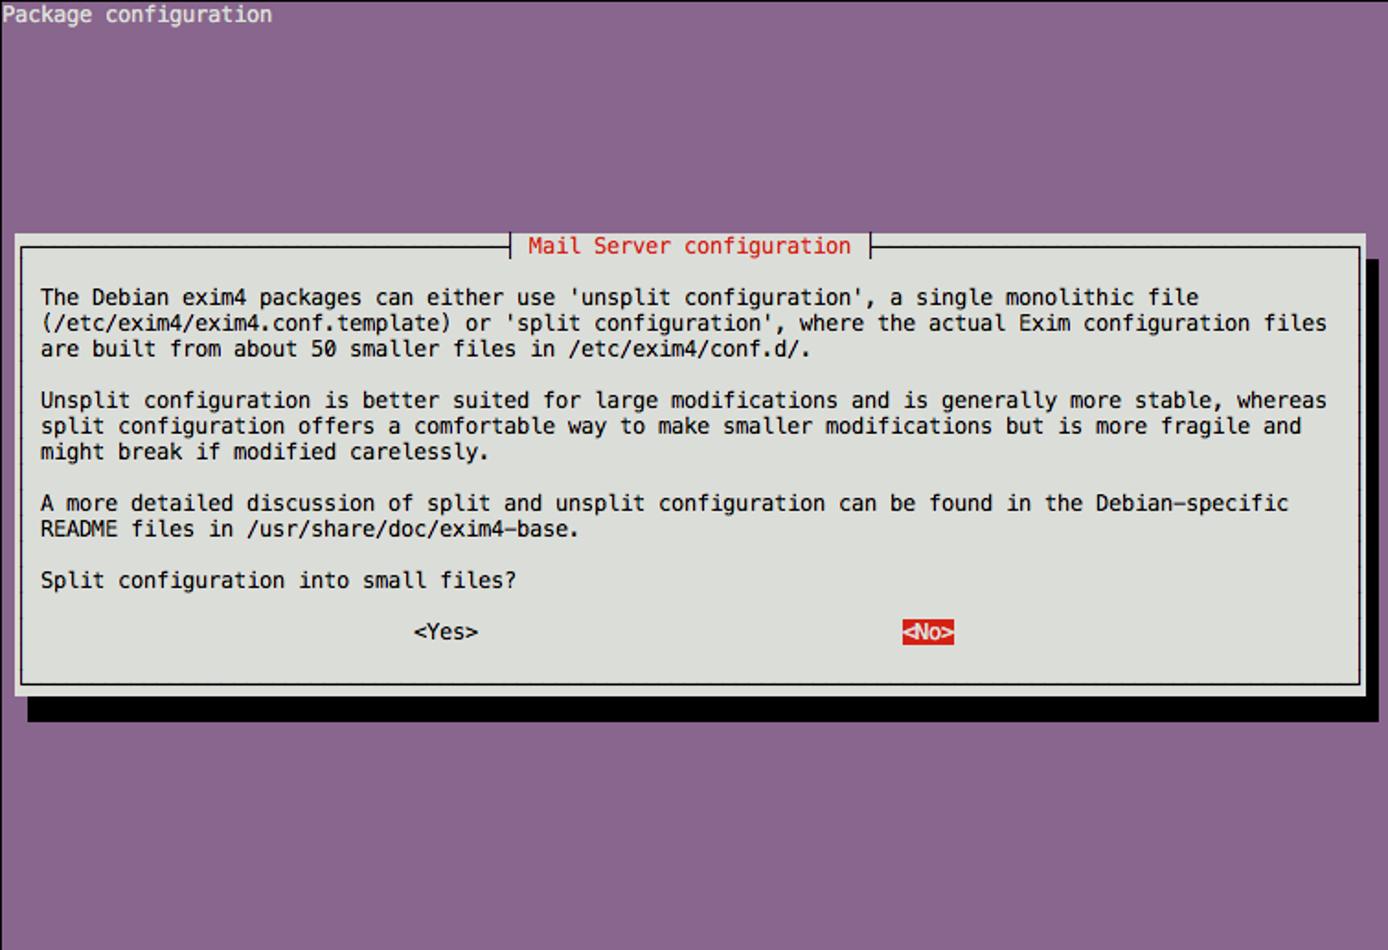 Package configuration
Mail Server configuration
The Debian exim4 packages can either use 'unsplit configuration', a single monolithic file
(/etc/exim4/exim4.conf.template) or 'split configuration', where the actual Exim configuration files
are built from about 50 smaller files in /etc/exim4/conf.d/.
Unsplit configuration is better suited for large modifications and is generally more stable, whereas
split configuration offers a comfortable way to make smaller modifications but is more fragile and
might break if modified carelessly.
A more detailed discussion of split and unsplit configuration can be found in the Debian-specific
README files in /usr/share/doc/exim4-base.
Split configuration into small files?
<Yes> <No>